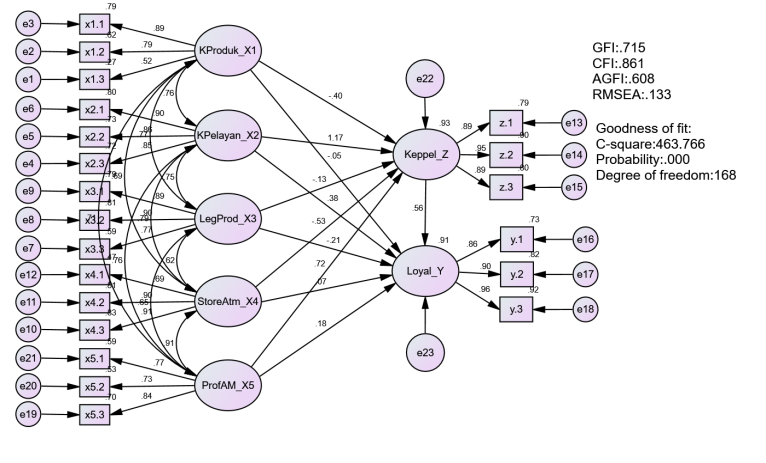 GFI:.715
CFI:.861
AGFI:.608
RMSEA:.133
Goodness of fit:
C-square:463.766
Probability:.000
Degree of freedom:168
e3 x1.1 .79
e2 x1.2 .62
e1 x1.3 .27
e6 x2.1 .80
e5 x2.2 .73
e4 x2.3
e9 x3.1
e8 x3.2 .81
e7 x3.3 .59
e12 x4.1
e11 x4.2 .81
e10 x4.3 .83
e21 x5.1 .59
e20 x5.2 .53
e19 x5.3 .70
.89
.79
.52
.90
.85
.89
.90
.77
.90
.91
.77
.73
.84
KProduk_X1
KPelayan_X2
LegProd_X3
StoreAtm_X4
ProfAM_X5
.76
.75
.62
.91
.69
.76
-.40
1.17
-.05
-.13
.38
-.53
-.21
.72
.07
.18
e22
.93
Keppel_Z
.56
.91
Loyal_Y
e23
.89 z.1 .79 e13
.95 z.2 .90 e14
.89 z.3 .80 e15
.86 y.1 .73 e16
.90 y.2 .82 e17
.96 y.3 .92 e18